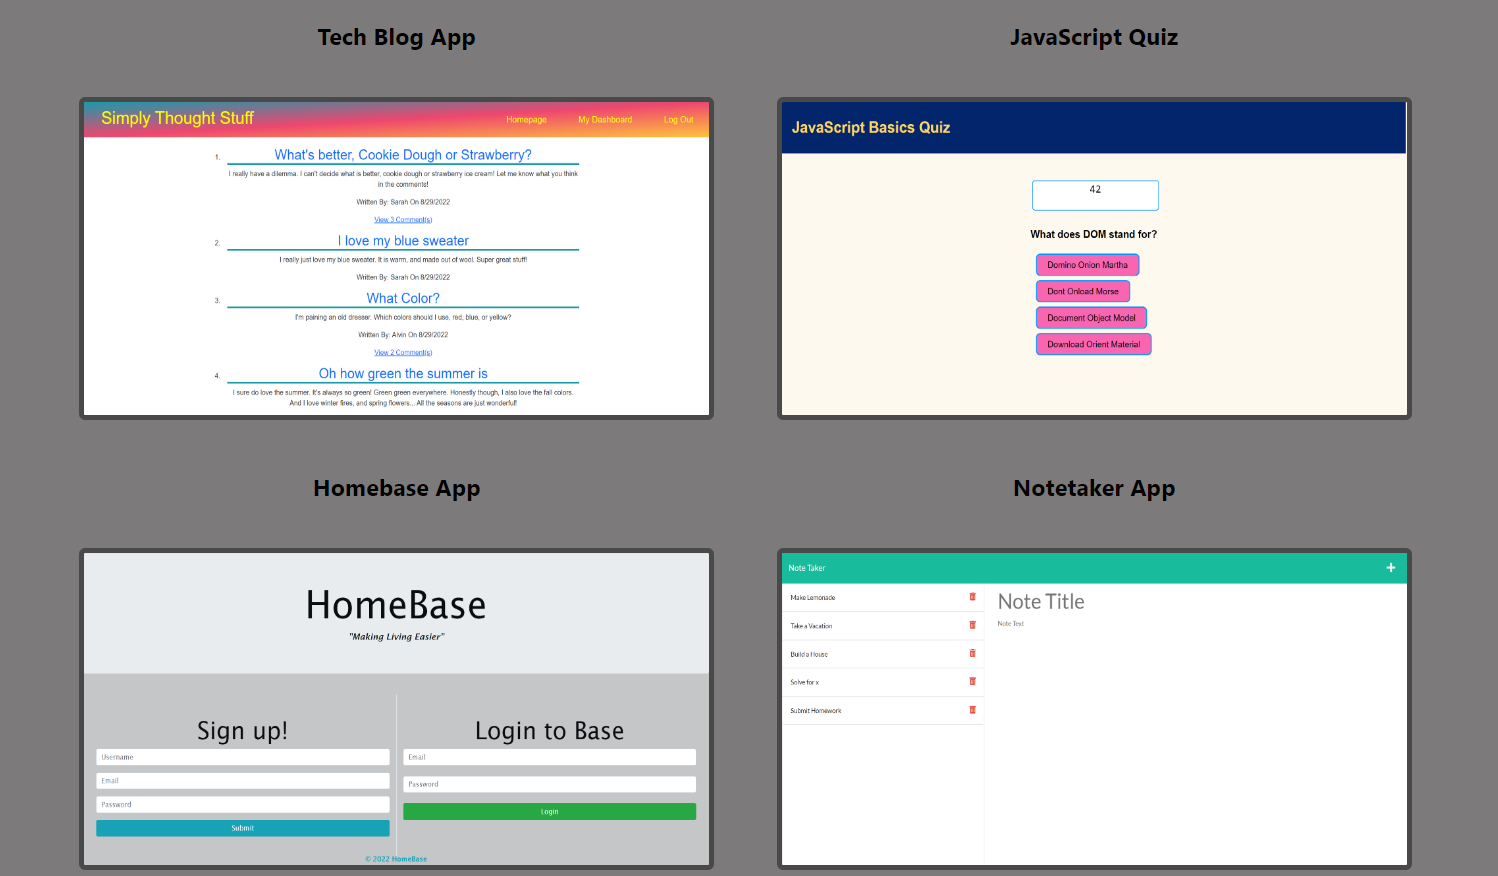 Tech Blog App
Simply Thought Stuff
Homepage
My Dashboard
Log Out
1.
What's better, Cookie Dough or Strawberry?
I really have a dilemma. I can't decide what is better, cookie dough or strawberry ice cream! Let me know what you think
in the comments!
Written By: Sarah On 8/29/2022
View 3 Comment(s)
2.
I love my blue sweater
I really just love my blue sweater. It is warm, and made out of wool. Super great stuff!
Written By: Sarah On 8/29/2022
3.
What Color?
I'm paining an old dresser. Which colors should I use, red, blue, or yellow?
Written By: Alvin On 8/29/2022
View 2 Comment(s)
4.
Oh how green the summer is
I sure do love the summer. It's always so green! Green green everywhere. Honestly though, I also love the fall colors.
And I love winter fires, and spring flowers... All the seasons are just wonderful!
JavaScript Quiz
JavaScript Basics Quiz
42
What does DOM stand for?
Domino Onion Martha
Dont Onload Morse
Document Object Model
Download Orient Material
Homebase App
HomeBase
"Making Living Easier"
Sign up!
Username
Email
Password
Submit
Login to Base
Email
Password
Login
© 2022 HomeBase
Notetaker App
Note Taker
Make Lemonade
Take a Vacation
Build a House
Solve for x
Submit Homework
Note Title
Note Text